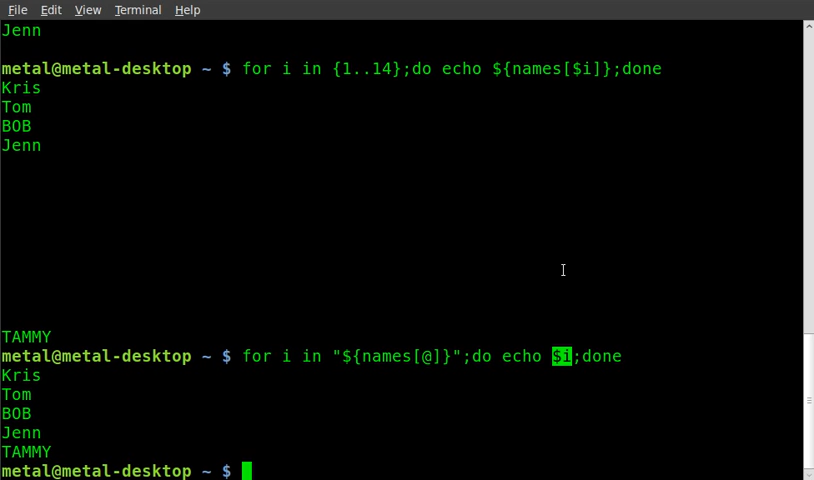 File Edit View Terminal Help
Jenn
metal@metal-desktop ~ $ for i in {1..14};do echo ${names[$i]};done
Kris
Tom
BOB
Jenn
TAMMY
metal@metal-desktop ~ $ for i in "${names[@]}";do echo $i;done
Kris
Tom
BOB
Jenn
TAMMY
metal@metal-desktop ~ $